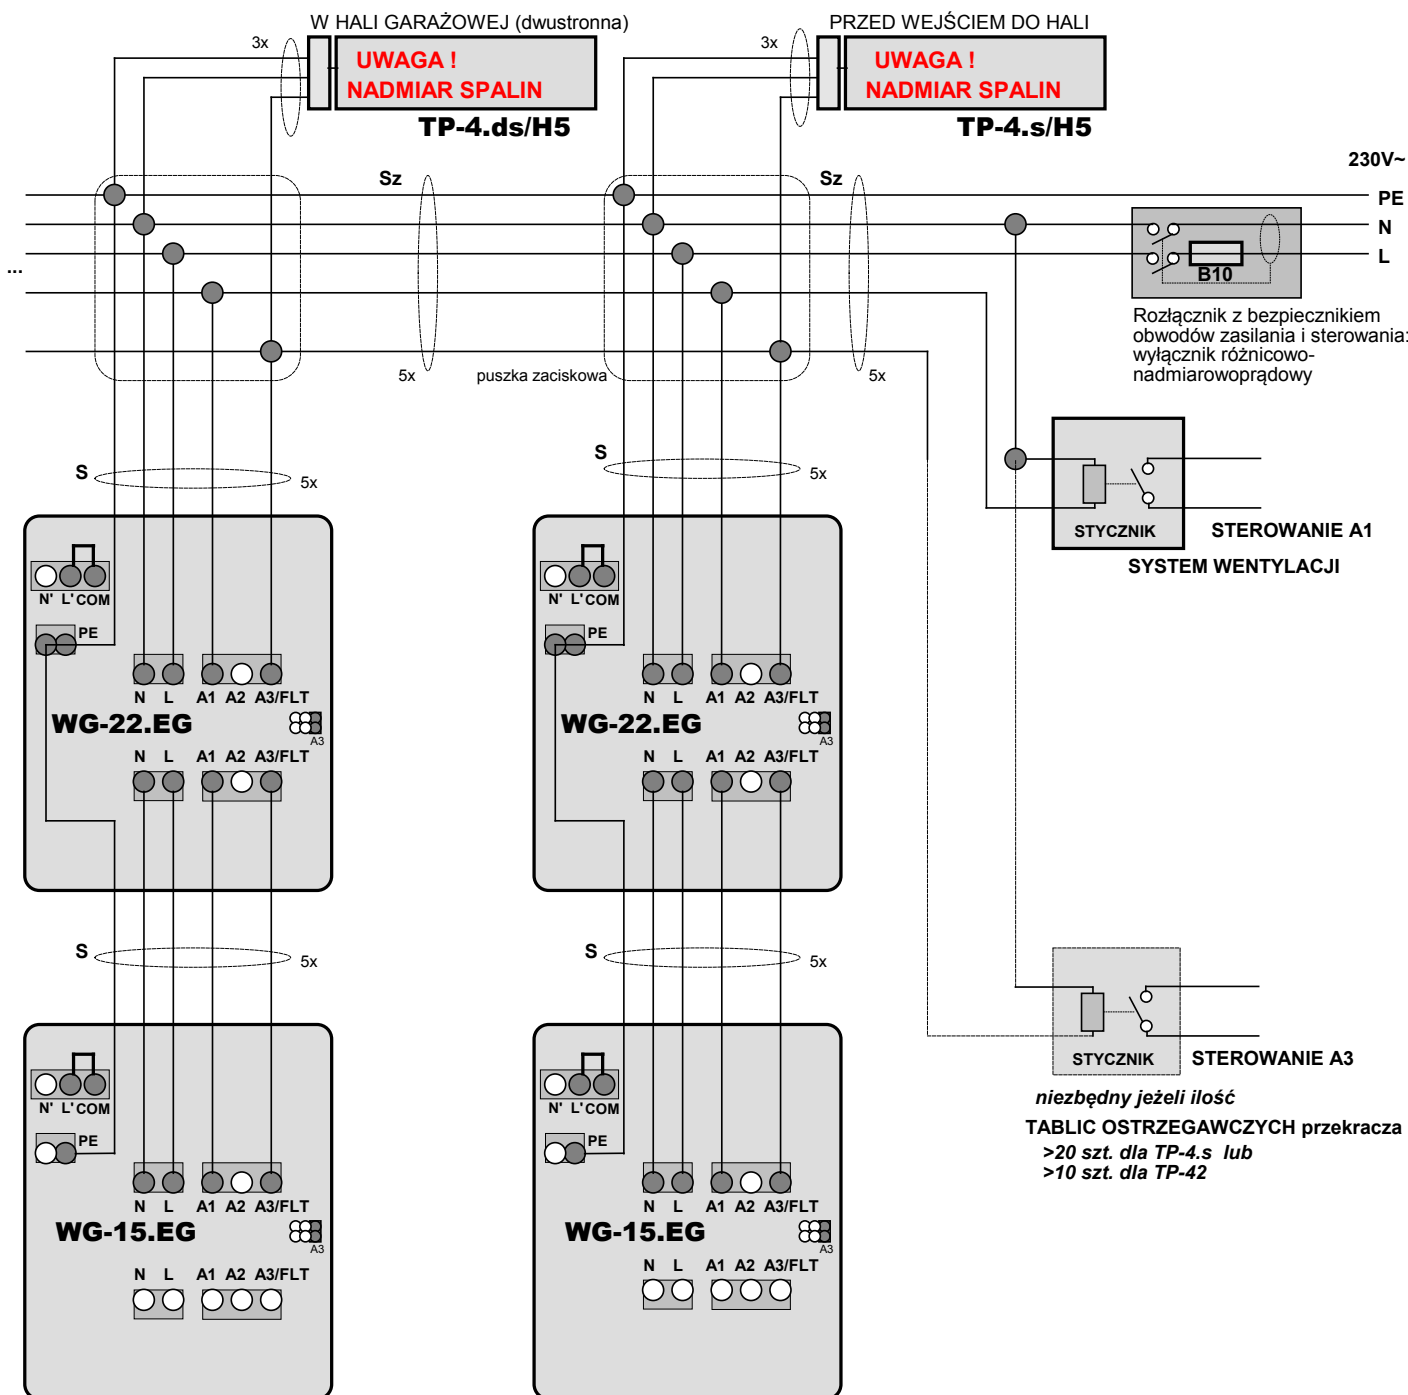 W HALI GARAŻOWEJ (dwustronna)
PRZED WEJŚCIEM DO HALI
3x
UWAGA !
NADMIAR SPALIN
TP-4.ds/H5
3x
UWAGA !
NADMIAR SPALIN
TP-4.s/H5
230V~
Sz
Sz
PE
N
L
...
B10
Rozłącznik z bezpiecznikiem
obwodów zasilania i sterowania:
wyłącznik różnicowo-
nadmiarowoprądowy
5x
puszka zaciskowa
5x
S
5x
S
5x
STYCZNIK
STEROWANIE A1
SYSTEM WENTYLACJI
N' L' COM
PE
N L A1 A2 A3/FLT
WG-22.EG
A3
N L A1 A2 A3/FLT
N' L' COM
PE
N L A1 A2 A3/FLT
WG-22.EG
A3
N L A1 A2 A3/FLT
S
5x
S
5x
N' L' COM
PE
N L A1 A2 A3/FLT
WG-15.EG
A3
N L A1 A2 A3/FLT
N' L' COM
PE
N L A1 A2 A3/FLT
WG-15.EG
A3
N L A1 A2 A3/FLT
STYCZNIK
STEROWANIE A3
niezbędny jeżeli ilość
TABLIC OSTRZEGAWCZYCH przekracza
>20 szt. dla TP-4.s lub
>10 szt. dla TP-42